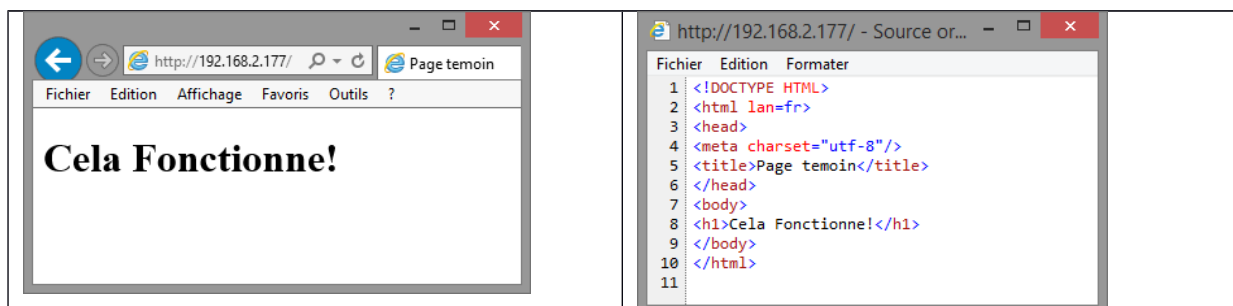 http://192.168.2.177/
Page temoin
Fichier Edition Affichage Favoris Outils ?
Cela Fonctionne!
http://192.168.2.177/ - Source or...
Fichier Edition Formater
1 <!DOCTYPE HTML>
2 <html lan=fr>
3 <head>
4 <meta charset="utf-8"/>
5 <title>Page temoin</title>
6 </head>
7 <body>
8 <h1>Cela Fonctionne!</h1>
9 </body>
10 </html>
11